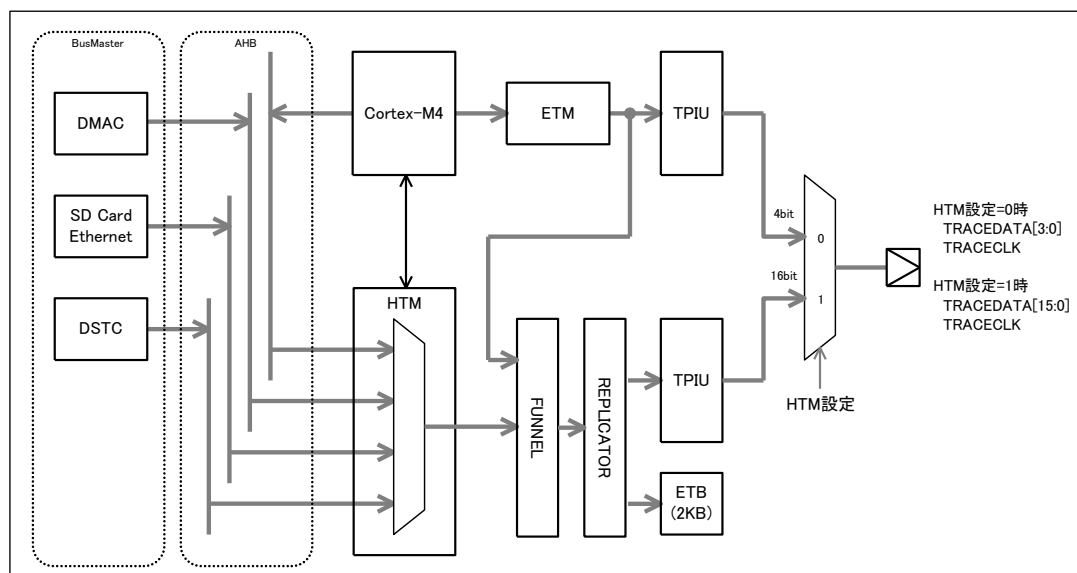 BusMaster
AHB
DMAC
Cortex-M4
ETM
TPIU
SD Card
Ethernet
4bit
0
HTM設定=0時
TRACEDATA[3:0]
TRACECLK
16bit
1
HTM設定=1時
TRACEDATA[15:0]
TRACECLK
DSTC
HTM
FUNNEL
REPLICATOR
TPIU
HTM設定
ETB
(2KB)